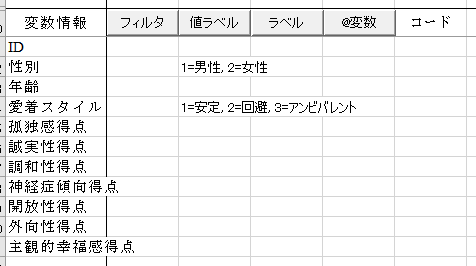 変数情報 フィルタ 値ラベル ラベル @変数 コード
ID
性別 1=男性, 2=女性
年齢
愛着スタイル 1=安定, 2=回避, 3=アンビバレント
孤独感得点
誠実性得点
調和性得点
神経症傾向得点
開放性得点
外向性得点
主観的幸福感得点